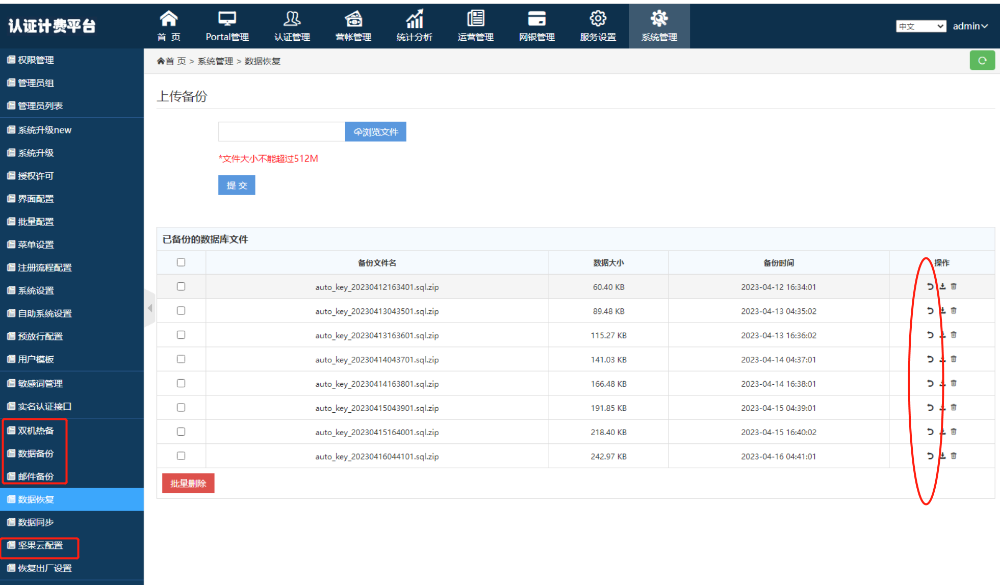 认证计费平台
首 页
Portal管理
认证管理
营帐管理
统计分析
运营管理
网银管理
服务设置
系统管理
中文
admin
权限管理
管理员组
管理员列表
系统升级new
系统升级
授权许可
界面配置
批量配置
菜单设置
注册流程配置
系统设置
自助系统设置
预放行配置
用户模板
敏感词管理
实名认证接口
双机热备
数据备份
邮件备份
数据恢复
数据同步
坚果云配置
恢复出厂设置
首 页 > 系统管理 > 数据恢复
上传备份
浏览文件
*文件大小不能超过512M
提 交
已备份的数据库文件
备份文件名 数据大小 备份时间 操作
auto_key_20230412163401.sql.zip 60.40 KB 2023-04-12 16:34:01
auto_key_20230413043501.sql.zip 89.48 KB 2023-04-13 04:35:02
auto_key_20230413163601.sql.zip 115.27 KB 2023-04-13 16:36:02
auto_key_20230414043701.sql.zip 141.03 KB 2023-04-14 04:37:01
auto_key_20230414163801.sql.zip 166.48 KB 2023-04-14 16:38:01
auto_key_20230415043901.sql.zip 191.85 KB 2023-04-15 04:39:01
auto_key_20230415164001.sql.zip 218.40 KB 2023-04-15 16:40:02
auto_key_20230416044101.sql.zip 242.97 KB 2023-04-16 04:41:01
批量删除